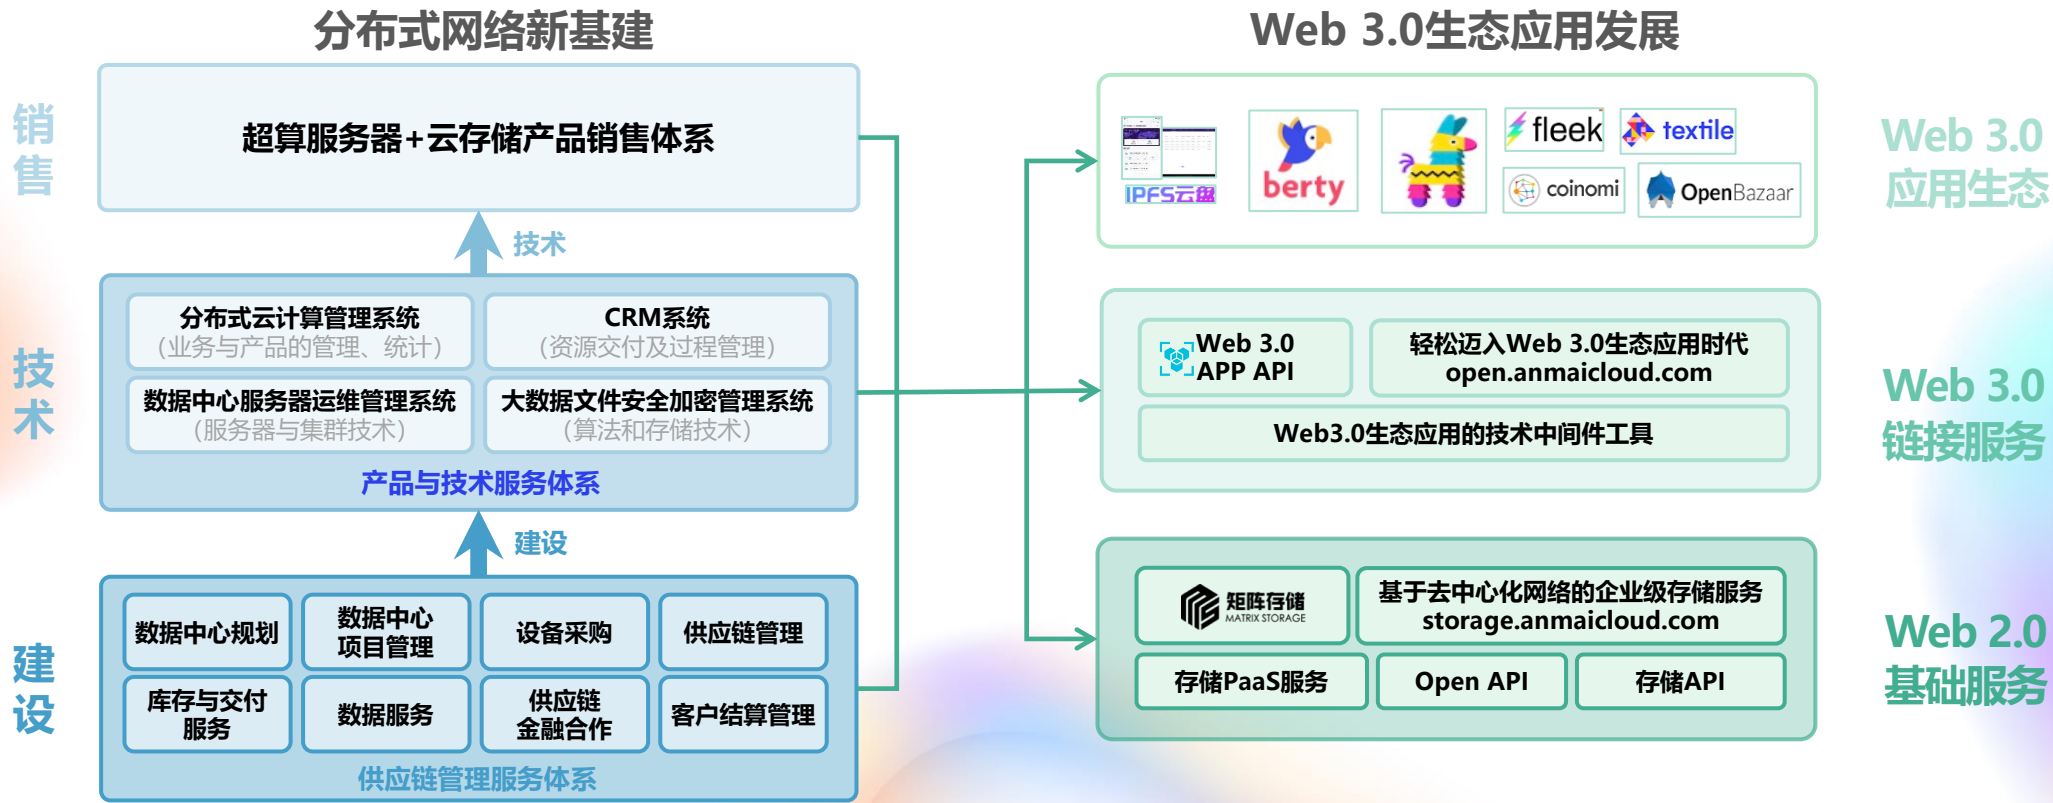 分布式网络新基建
销售
超算服务器+云存储产品销售体系
技术
技术
分布式云计算管理系统
（业务与产品的管理、统计）
CRM系统
（资源交付及过程管理）
数据中心服务器运维管理系统
（服务器与集群技术）
大数据文件安全加密管理系统
（算法和存储技术）
产品与技术服务体系
建设
建设
数据中心规划
数据中心
项目管理
设备采购
供应链管理
库存与交付
服务
数据服务
供应链
金融合作
客户结算管理
供应链管理服务体系
Web 3.0生态应用发展
IPFS云盘
berty
fleek
textile
coinomi
OpenBazaar
Web 3.0
应用生态
Web 3.0
APP API
轻松迈入Web 3.0生态应用时代
open.anmaicloud.com
Web3.0生态应用的技术中间件工具
Web 3.0
链接服务
矩阵存储
MATRIX STORAGE
基于去中心化网络的企业级存储服务
storage.anmaicloud.com
存储PaaS服务
Open API
存储API
Web 2.0
基础服务